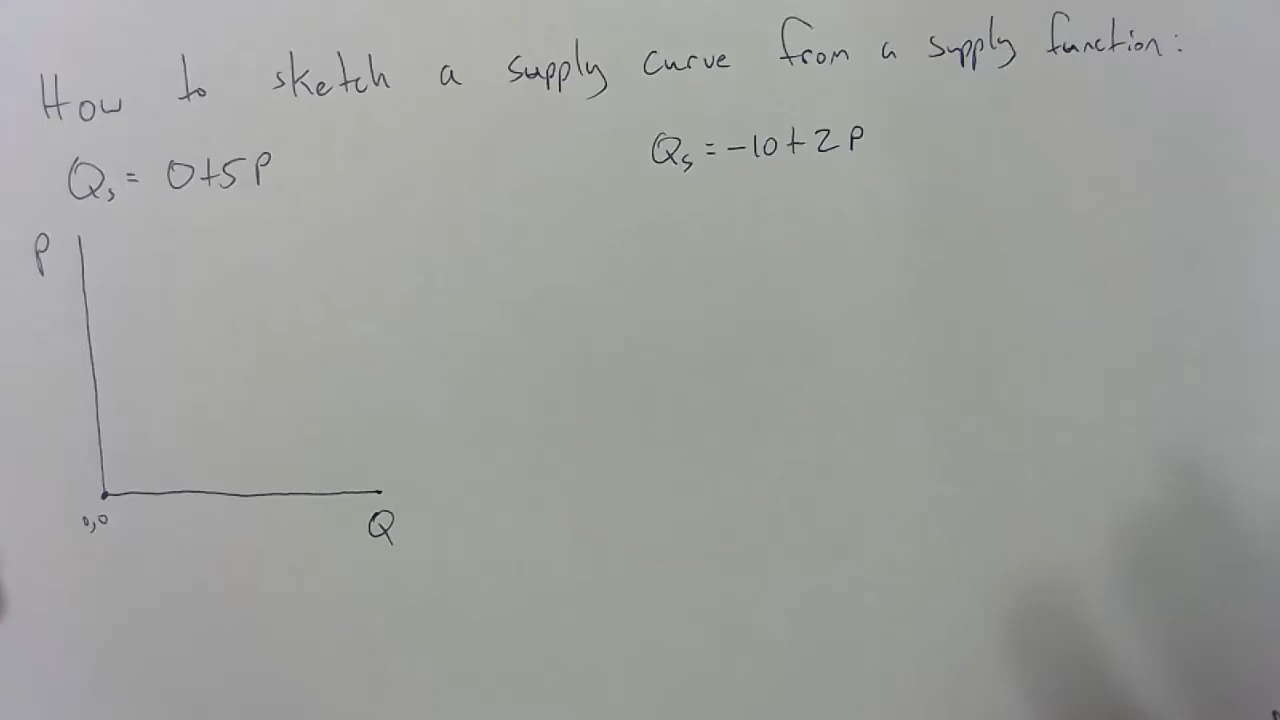 How to sketch a supply curve from a supply function:
Qs = 0+5P
Qs = -10+2P
P
0,0
Q